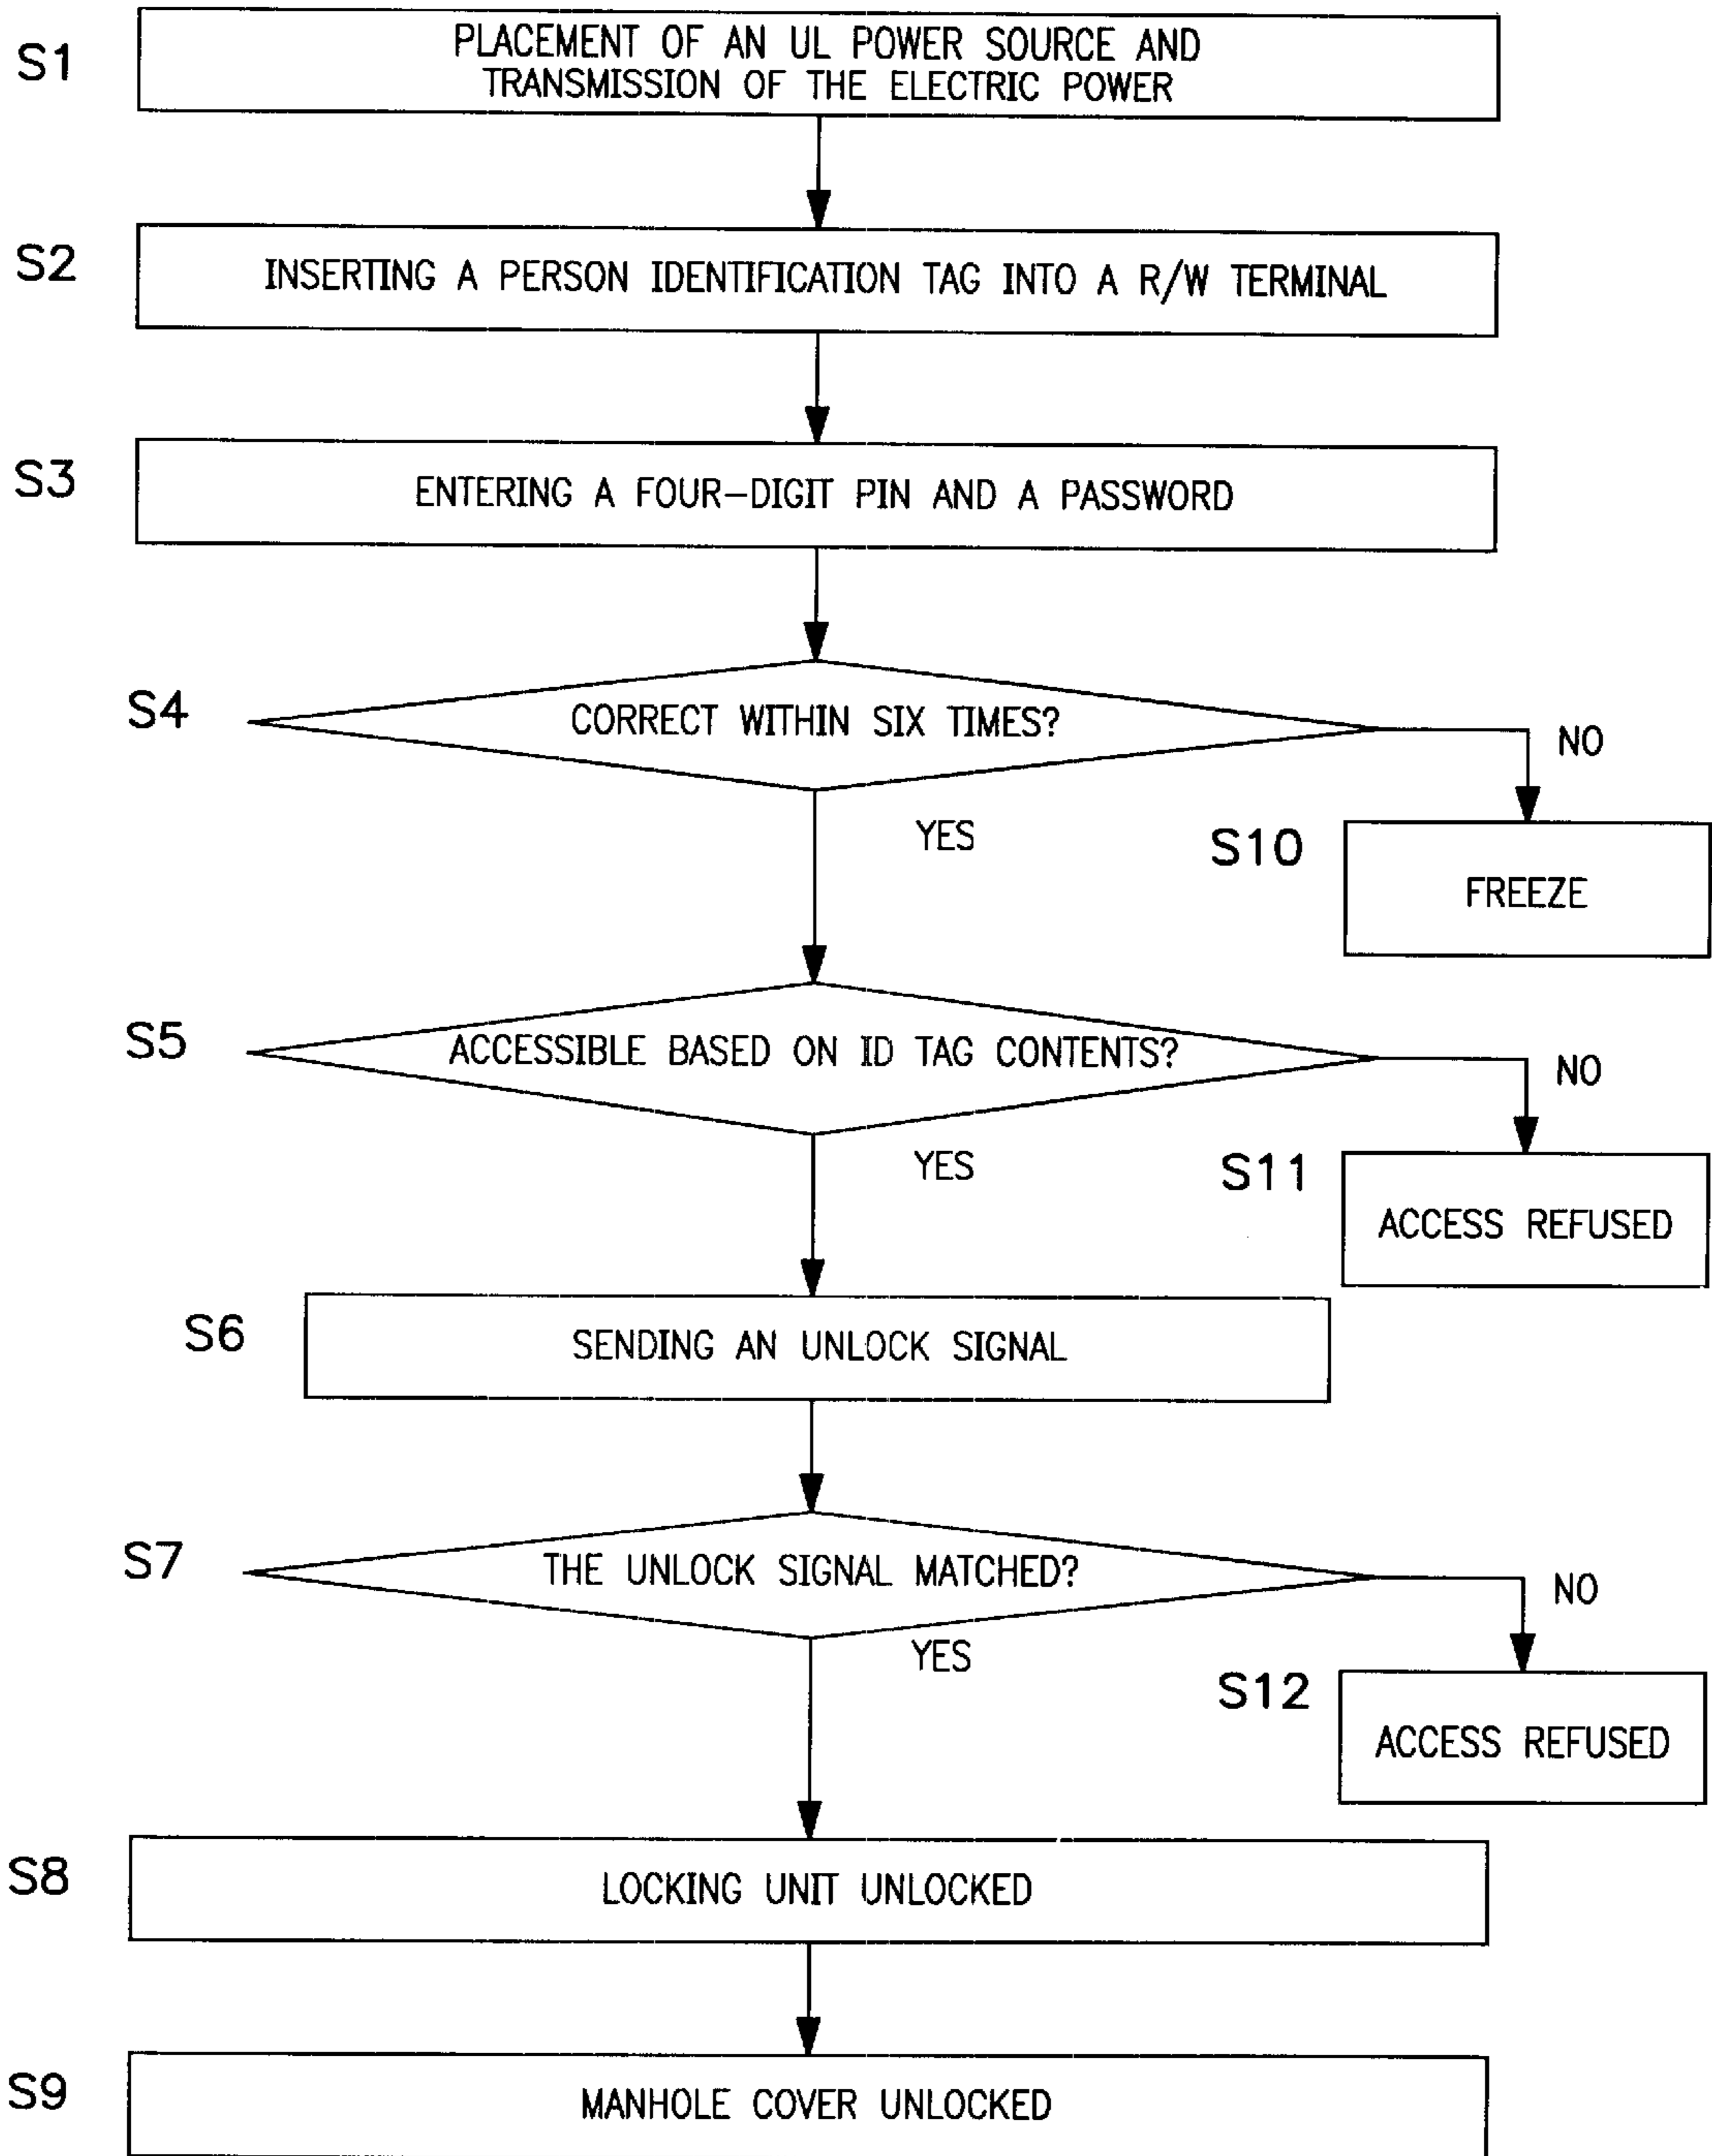 S1
PLACEMENT OF AN UL POWER SOURCE AND
TRANSMISSION OF THE ELECTRIC POWER
S2
INSERTING A PERSON IDENTIFICATION TAG INTO A R/W TERMINAL
S3
ENTERING A FOUR-DIGIT PIN AND A PASSWORD
S4
CORRECT WITHIN SIX TIMES?
NO
YES
S10
FREEZE
S5
ACCESSIBLE BASED ON ID TAG CONTENTS?
NO
YES
S11
ACCESS REFUSED
S6
SENDING AN UNLOCK SIGNAL
S7
THE UNLOCK SIGNAL MATCHED?
NO
YES
S12
ACCESS REFUSED
S8
LOCKING UNIT UNLOCKED
S9
MANHOLE COVER UNLOCKED